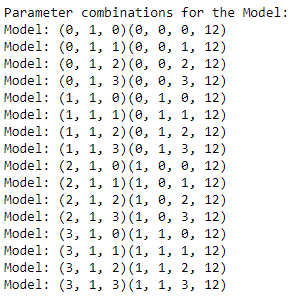 Parameter combinations for the Model:
Model: (0, 1, 0)(0, 0, 0, 12)
Model: (0, 1, 1)(0, 0, 1, 12)
Model: (0, 1, 2)(0, 0, 2, 12)
Model: (0, 1, 3)(0, 0, 3, 12)
Model: (1, 1, 0)(0, 1, 0, 12)
Model: (1, 1, 1)(0, 1, 1, 12)
Model: (1, 1, 2)(0, 1, 2, 12)
Model: (1, 1, 3)(0, 1, 3, 12)
Model: (2, 1, 0)(1, 0, 0, 12)
Model: (2, 1, 1)(1, 0, 1, 12)
Model: (2, 1, 2)(1, 0, 2, 12)
Model: (2, 1, 3)(1, 0, 3, 12)
Model: (3, 1, 0)(1, 1, 0, 12)
Model: (3, 1, 1)(1, 1, 1, 12)
Model: (3, 1, 2)(1, 1, 2, 12)
Model: (3, 1, 3)(1, 1, 3, 12)